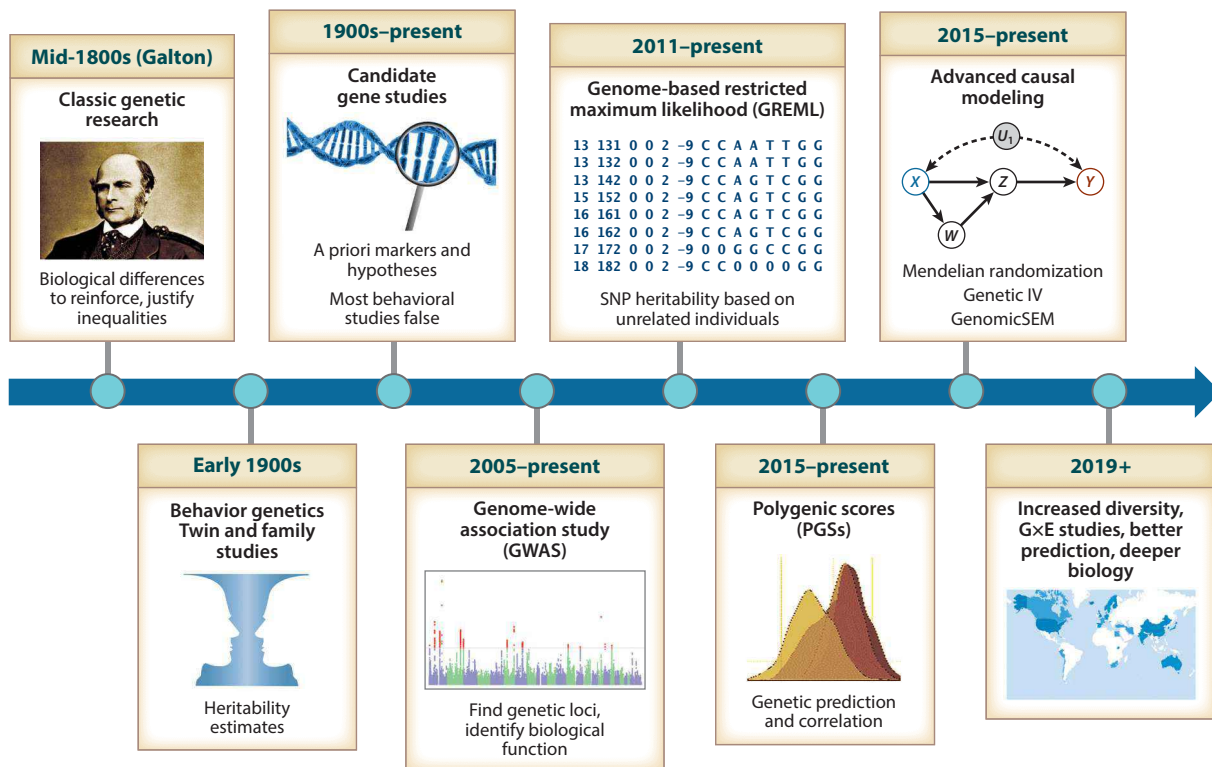 Mid-1800s (Galton)
Classic genetic
research
Biological differences
to reinforce, justify
inequalities
1900s–present
Candidate
gene studies
A priori markers and
hypotheses
Most behavioral
studies false
2011–present
Genome-based restricted
maximum likelihood (GREML)
13 131 0 0 2 –9 C C A A T T G G
13 132 0 0 2 –9 C C A A T T G G
13 142 0 0 2 –9 C C A G T C G G
15 152 0 0 2 –9 C C A G T C G G
16 161 0 0 2 –9 C C A G T C G G
16 162 0 0 2 –9 C C A G T C G G
17 172 0 0 2 –9 0 0 G G C C G G
18 182 0 0 2 –9 C C 0 0 0 0 G G
SNP heritability based on
unrelated individuals
2015–present
Advanced causal
modeling
U1
X Z Y
W
Mendelian randomization
Genetic IV
GenomicSEM
Early 1900s
Behavior genetics
Twin and family
studies
Heritability
estimates
2005–present
Genome-wide
association study
(GWAS)
Find genetic loci,
identify biological
function
2015–present
Polygenic scores
(PGSs)
Genetic prediction
and correlation
2019+
Increased diversity,
G×E studies, better
prediction, deeper
biology